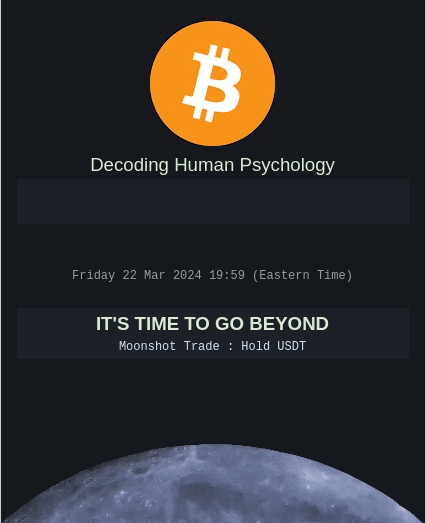 Decoding Human Psychology
Friday 22 Mar 2024 19:59 (Eastern Time)
IT'S TIME TO GO BEYOND
Moonshot Trade : Hold USDT